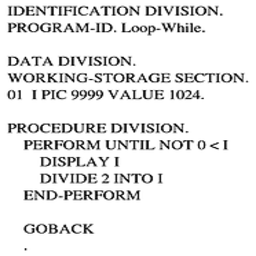 IDENTIFICATION DIVISION.
PROGRAM-ID. Loop-While.
DATA DIVISION.
WORKING-STORAGE SECTION.
01 I PIC 9999 VALUE 1024.
PROCEDURE DIVISION.
PERFORM UNTIL NOT 0 < I
DISPLAY I
DIVIDE 2 INTO I
END-PERFORM
GOBACK
.